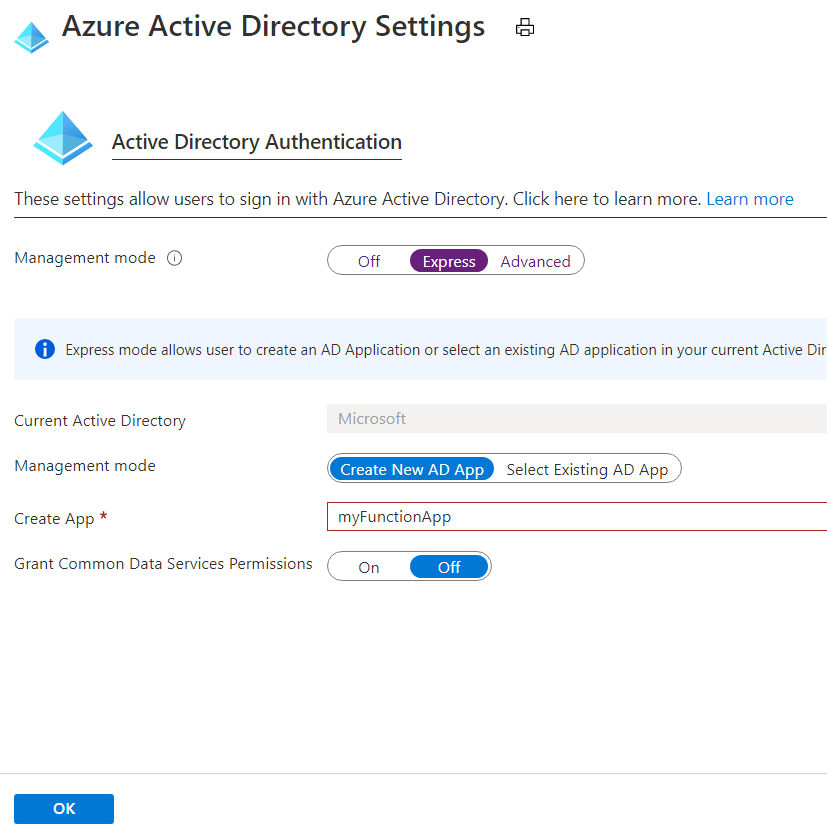 Azure Active Directory Settings
Active Directory Authentication
These settings allow users to sign in with Azure Active Directory. Click here to learn more. Learn more
Management mode
Off Express Advanced
Express mode allows user to create an AD Application or select an existing AD application in your current Active Dir
Current Active Directory Microsoft
Management mode Create New AD App Select Existing AD App
Create App * myFunctionApp
Grant Common Data Services Permissions On Off
OK